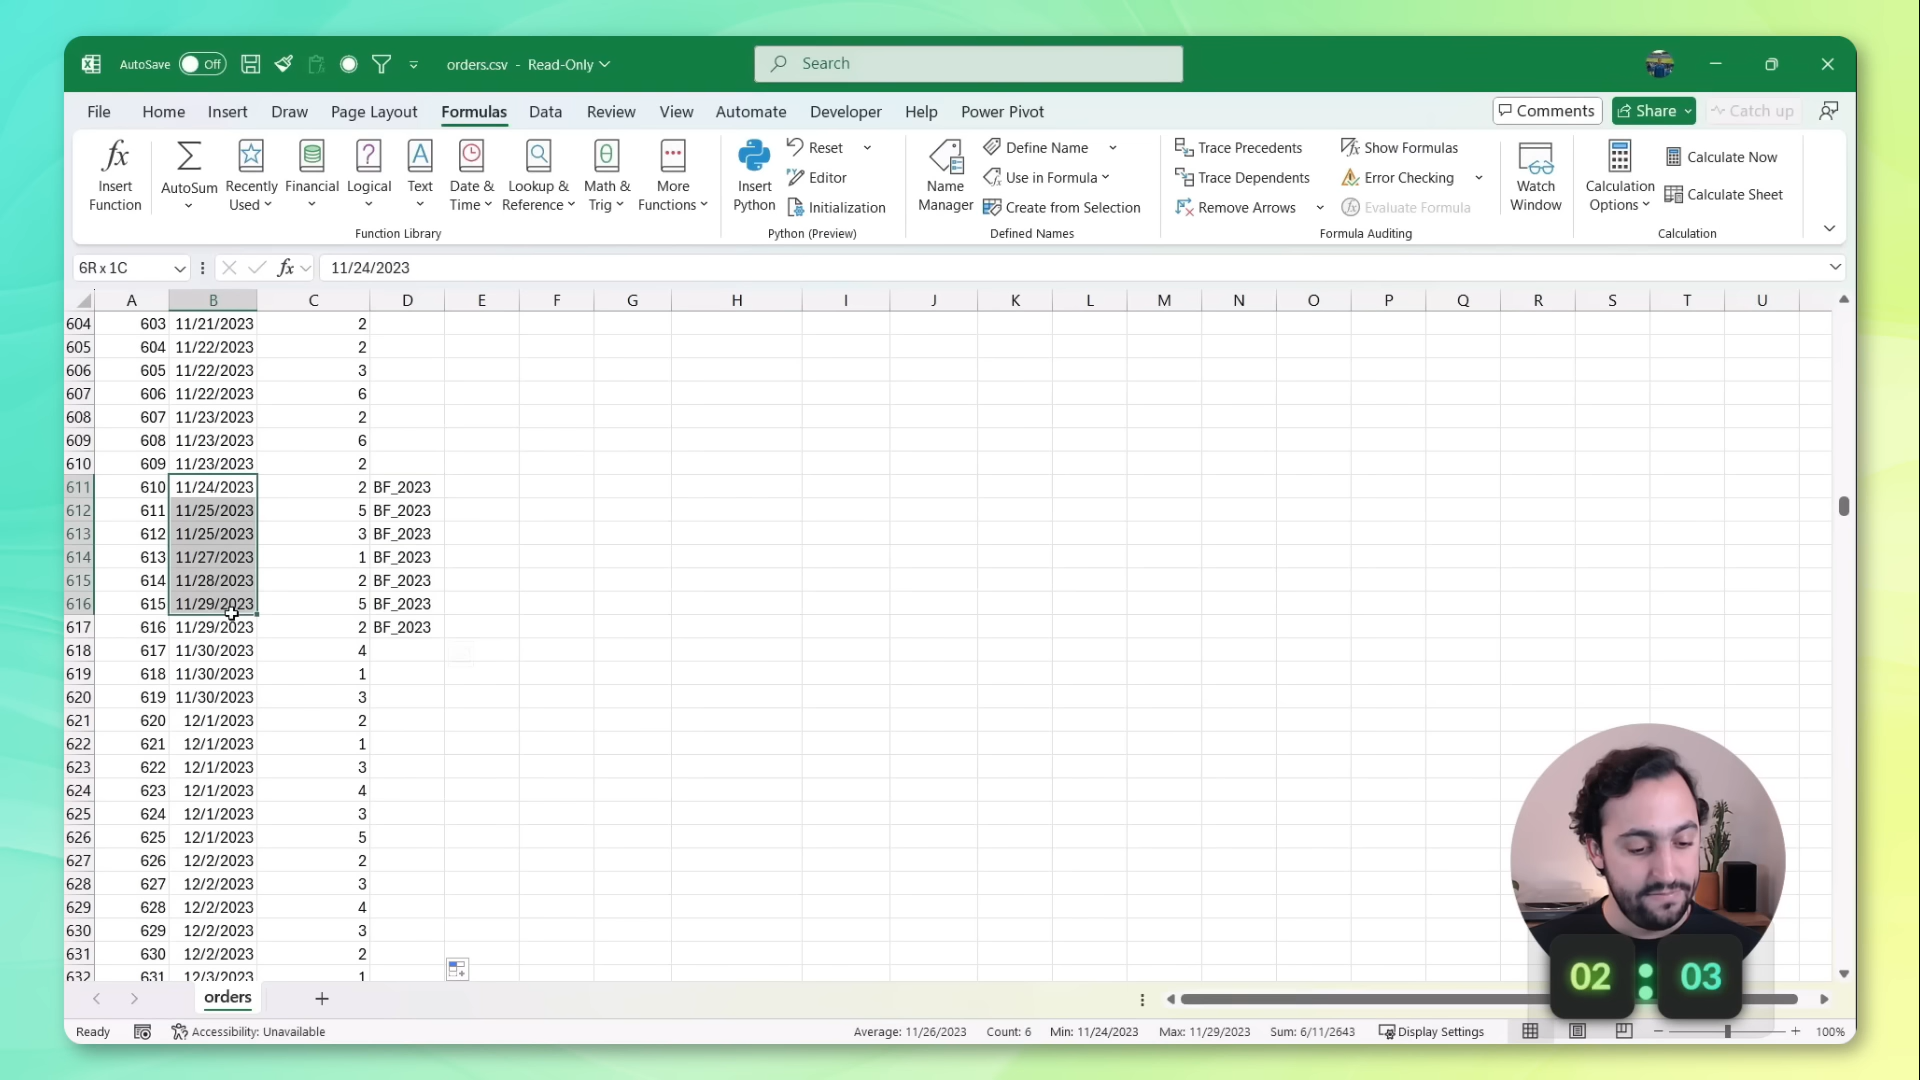 AutoSave Off orders.csv - Read-Only Search
File Home Insert Draw Page Layout Formulas Data Review View Automate Developer Help Power Pivot Comments Share Catch up
Insert Function AutoSum Recently Used Financial Logical Text Date & Time Lookup & Reference Math & Trig More Functions
Function Library
Insert Python Reset Editor Initialization
Python (Preview)
Name Manager Define Name Use in Formula Create from Selection
Defined Names
Trace Precedents Trace Dependents Remove Arrows Show Formulas Error Checking Evaluate Formula
Formula Auditing
Watch Window
Calculation Options Calculate Now Calculate Sheet
Calculation
6R x 1C fx 11/24/2023
A B C D E F G H I J K L M N O P Q R S T U
604 603 11/21/2023 2
605 604 11/22/2023 2
606 605 11/22/2023 3
607 606 11/22/2023 6
608 607 11/23/2023 2
609 608 11/23/2023 6
610 609 11/23/2023 2
611 610 11/24/2023 2 BF_2023
612 611 11/25/2023 5 BF_2023
613 612 11/25/2023 3 BF_2023
614 613 11/27/2023 1 BF_2023
615 614 11/28/2023 2 BF_2023
616 615 11/29/2023 5 BF_2023
617 616 11/29/2023 2 BF_2023
618 617 11/30/2023 4
619 618 11/30/2023 1
620 619 11/30/2023 3
621 620 12/1/2023 2
622 621 12/1/2023 1
623 622 12/1/2023 3
624 623 12/1/2023 4
625 624 12/1/2023 3
626 625 12/1/2023 5
627 626 12/2/2023 2
628 627 12/2/2023 3
629 628 12/2/2023 4
630 629 12/2/2023 3
631 630 12/2/2023 2
632 631 12/3/2023 1
02 : 03
orders
Ready Accessibility: Unavailable Average: 11/26/2023 Count: 6 Min: 11/24/2023 Max: 11/29/2023 Sum: 6/11/2643 Display Settings 100%